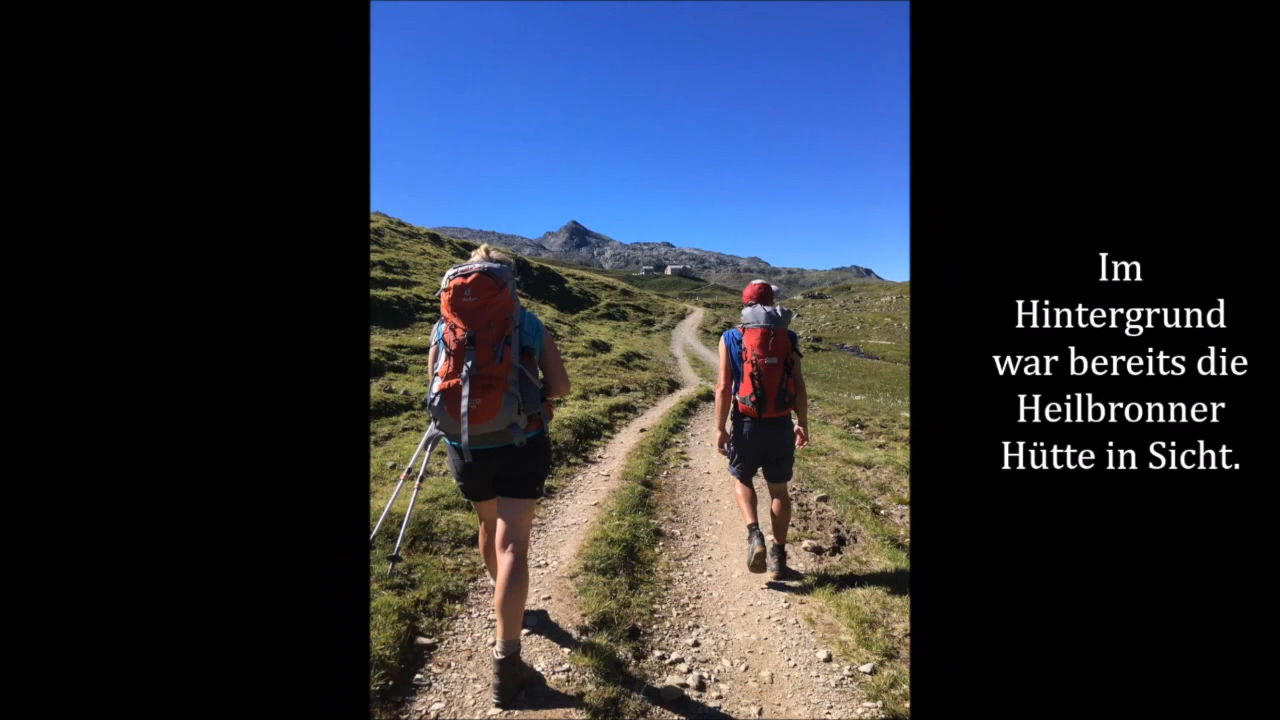 Im
Hintergrund
war bereits die
Heilbronner
Hütte in Sicht.